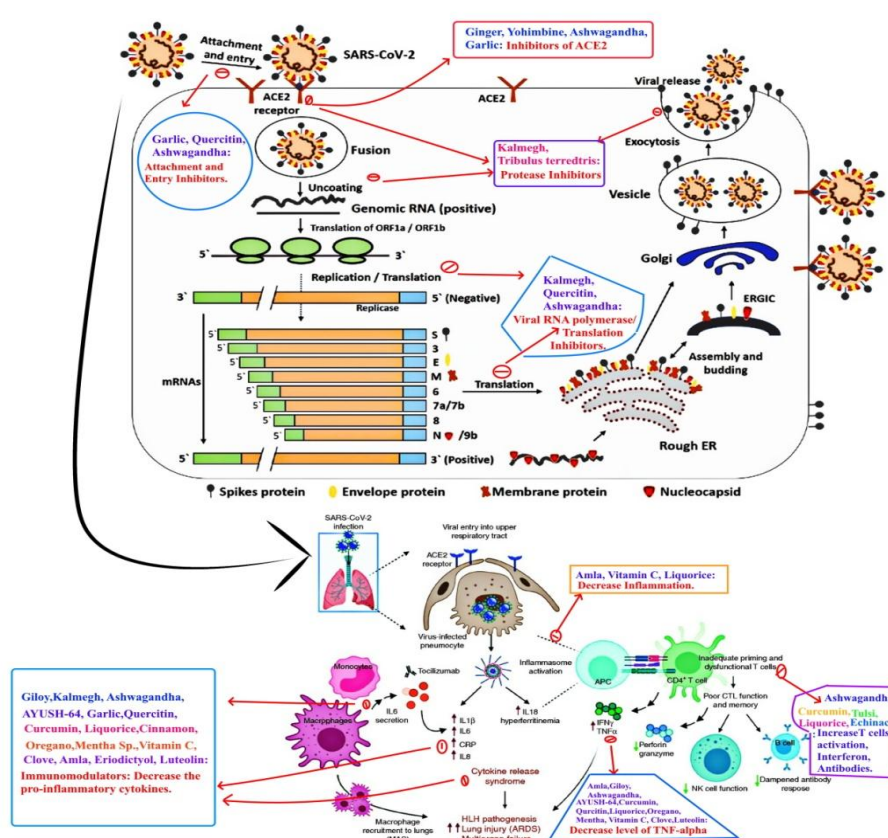 Attachment
and entry
SARS-CoV-2
Ginger, Yohimbine, Ashwagandha,
Garlic: Inhibitors of ACE2
Viral release
ACE2
receptor
ACE2
Exocytosis
Garlic, Quercitin,
Ashwagandha:
Attachment and
Entry Inhibitors.
Fusion
Kalmegh,
Tribulus terredtris:
Protease Inhibitors
Uncoating
Genomic RNA (positive)
Vesicle
Translation of ORF1a / ORF1b
5` 3`
Golgi
Replication / Translation
3` 5` (Negative)
Replicase
Kalmegh,
Quercitin,
Ashwagandha:
Viral RNA polymerase/
Translation
Inhibitors.
ERGIC
Assembly and
budding
mRNAs
5` S
5` 3
5` E
5` M
5` 6
5` 7a/7b
5` 8
5` N /9b
Translation
Rough ER
5` 3` (Positive)
Spikes protein Envelope protein Membrane protein Nucleocapsid
SARS-CoV-2
infection
Viral entry into upper
respiratory tract
ACE2
receptor
Amla, Vitamin C, Liquorice:
Decrease Inflammation.
Virus-infected
pneumocyte
Inflammasome
activation
APC
CD4+ T cell
Inadequate priming and
dysfunctional T cells
Monocytes
Tocilizumab
IL6
secretion
Macrophages
Poor CTL function
and memory
Giloy,Kalmegh, Ashwagandha,
AYUSH-64, Garlic,Quercitin,
Curcumin, Liquorice,Cinnamon,
Oregano,Mentha Sp.,Vitamin C,
Clove, Amla, Eriodictyol, Luteolin:
Immunomodulators: Decrease the
pro-inflammatory cytokines.
IL1β
IL6
CRP
IL8
IL18
hyperferritinemia
IFNγ
TNFα
Perforin
granzyme
B cell
Ashwagandha
Curcumin, Tulsi,
Liquorice, Echinac
:IncreaseT cells
activation,
Interferon,
Antibodies.
Cytokine release
syndrome
NK cell function
Dampened antibody
respose
Macrophage
recruitment to lungs
HLH pathogenesis
Lung injury (ARDS)
Amla,Giloy,
Ashwagandha,
AYUSH-64,Curcumin,
Qurcitin,Liquorice,Oregano,
Mentha, Vitamin C, Clove,Luteolin:
Decrease level of TNF-alpha